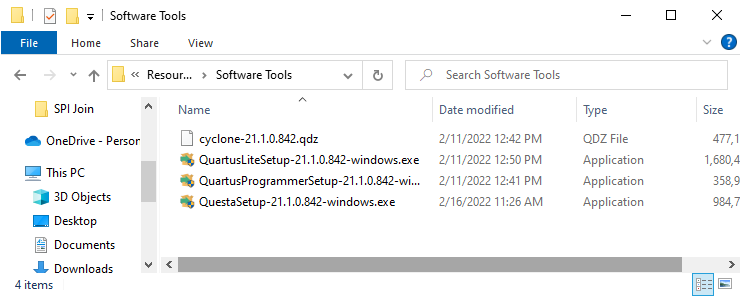 Software Tools
File Home Share View
Resour... Software Tools
Search Software Tools
Name Date modified Type Size
SPI Join
OneDrive - Person
This PC
3D Objects
Desktop
Documents
Downloads
cyclone-21.1.0.842.qdz 2/11/2022 12:42 PM QDZ File 477,1
QuartusLiteSetup-21.1.0.842-windows.exe 2/11/2022 12:50 PM Application 1,680,4
QuartusProgrammerSetup-21.1.0.842-wi... 2/11/2022 12:41 PM Application 358,9
QuestaSetup-21.1.0.842-windows.exe 2/16/2022 11:26 AM Application 984,7
4 items